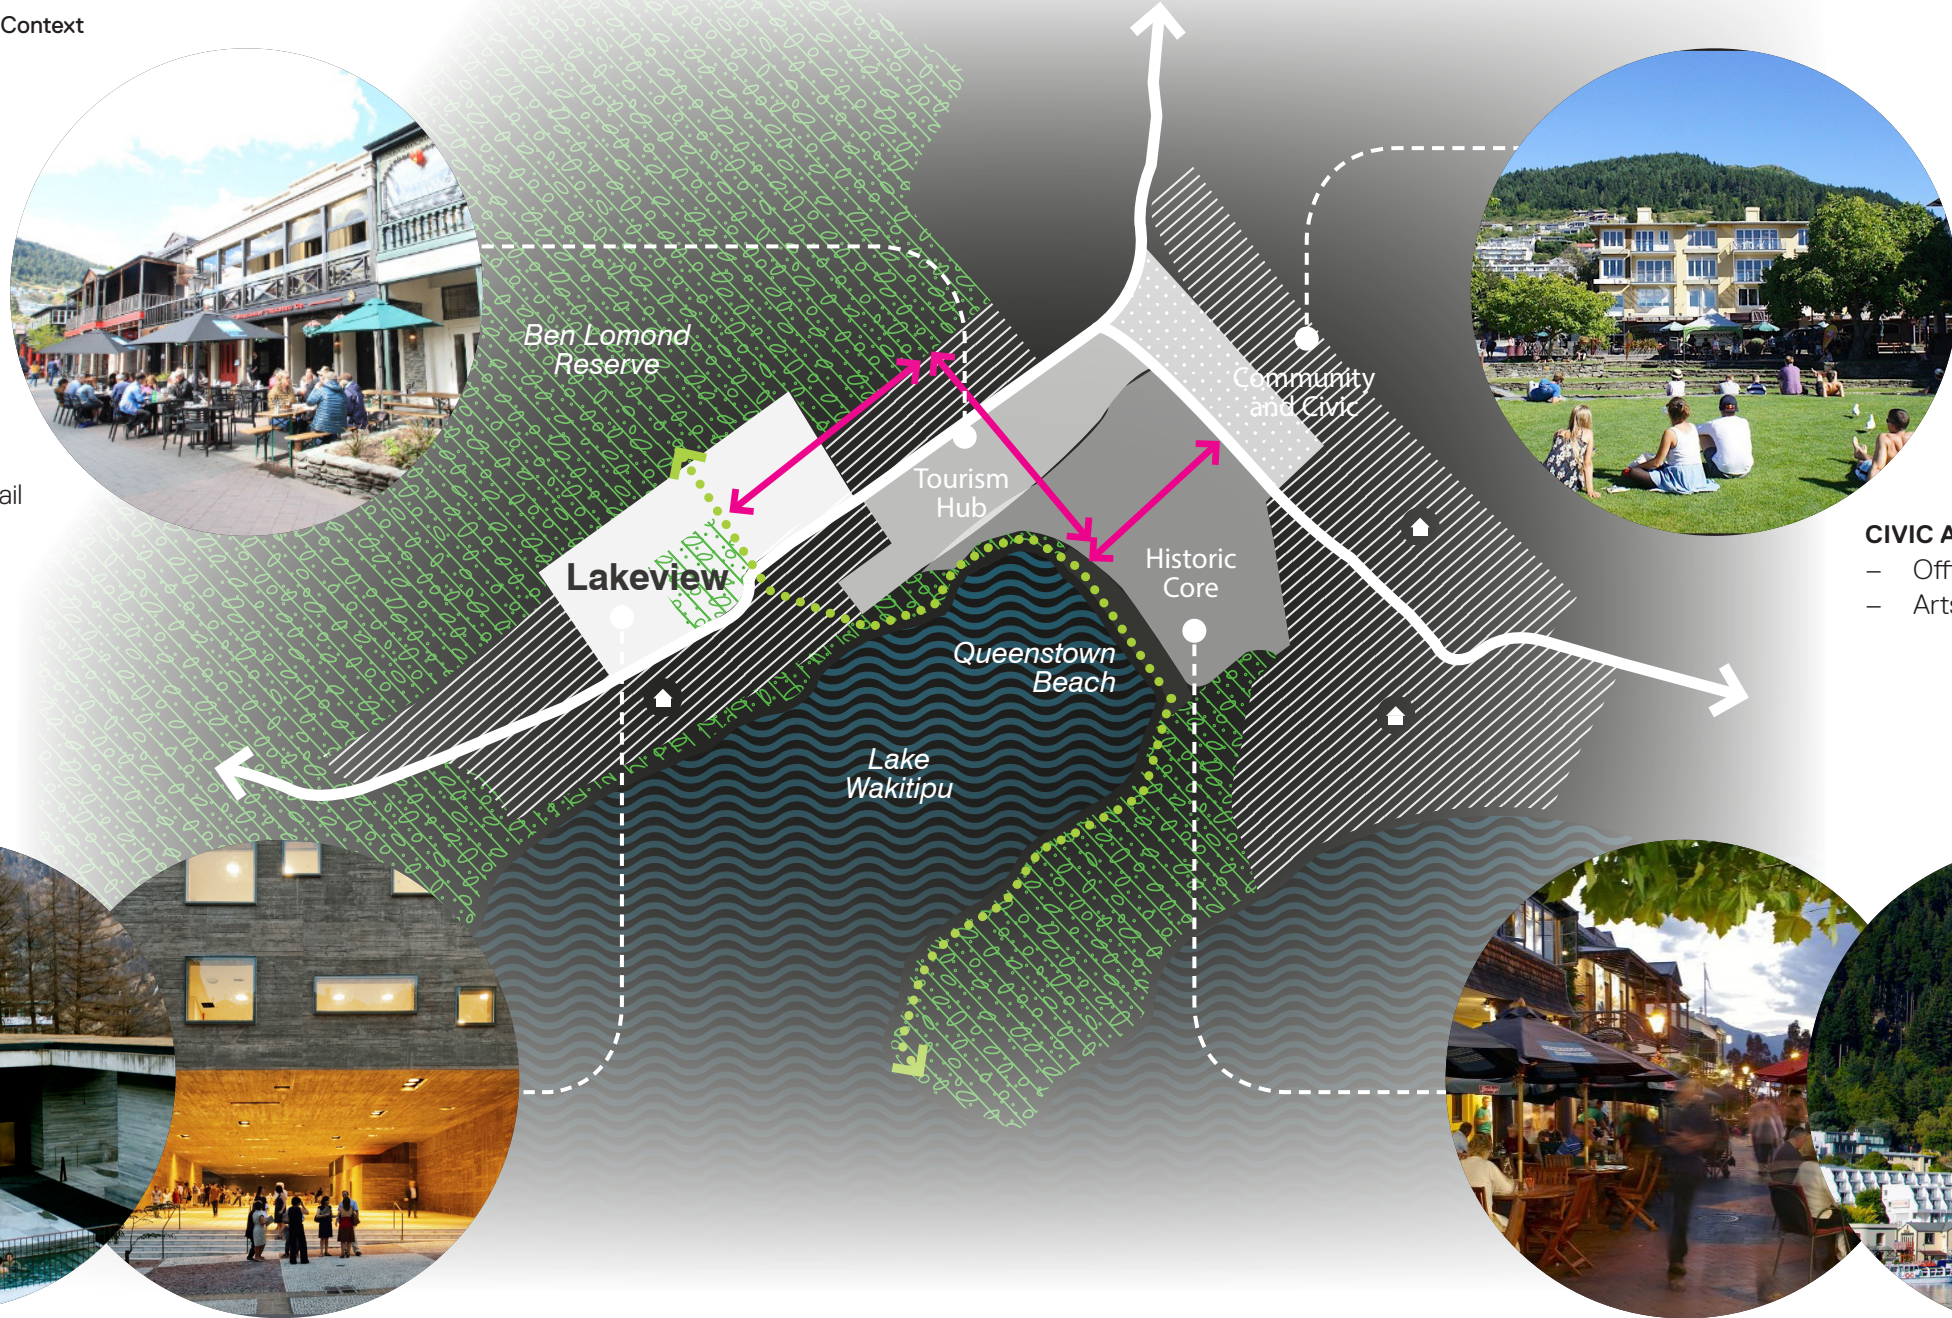 Context
Ben Lomond
Reserve
Community
and Civic
Tourism
Hub
ail
CIVIC A
– Off
– Arts
Historic
Core
Lakeview
Queenstown
Beach
Lake
Wakitipu